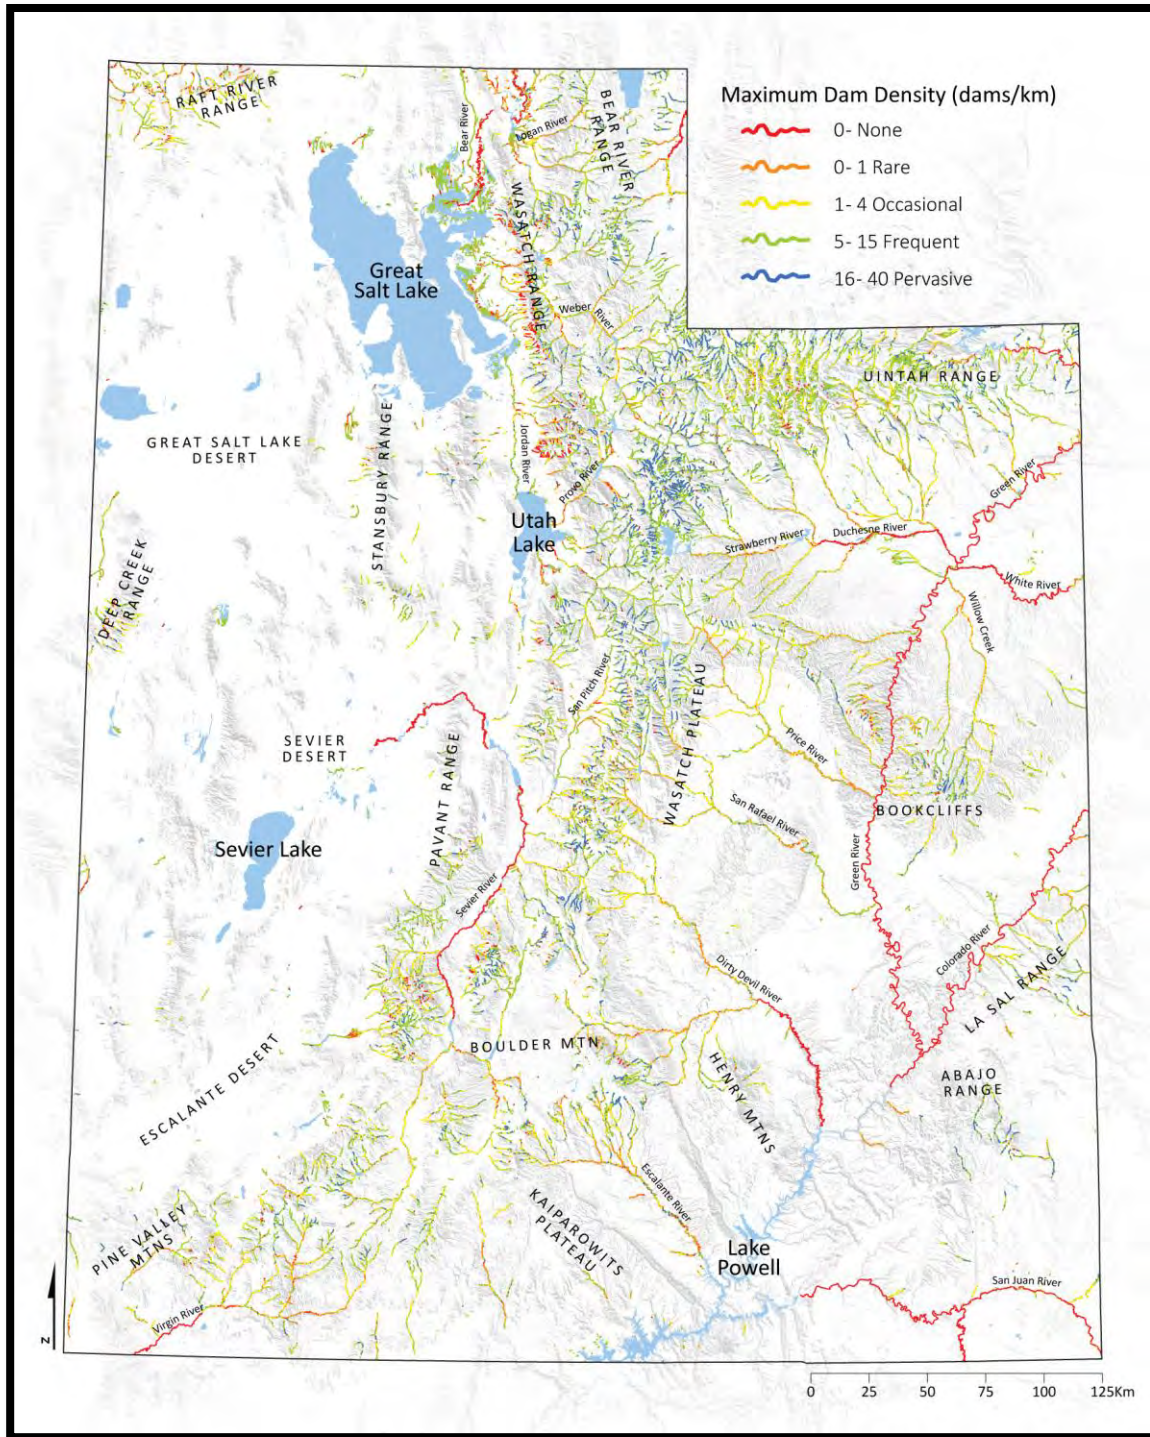 Maximum Dam Density (dams/km)
0- None
0- 1 Rare
1- 4 Occasional
5- 15 Frequent
16- 40 Pervasive
RAFT RIVER
RANGE
Bear River
Logan River
BEAR RIVER
RANGE
WASATCH RANGE
Great
Salt Lake
Weber River
UINTAH RANGE
GREAT SALT LAKE
DESERT
STANSBURY RANGE
Jordan River
Provo River
Green River
Utah
Lake
Strawberry River
Duchesne River
White River
DEEP CREEK
RANGE
Willow Creek
San Pitch River
WASATCH PLATEAU
SEVIER
DESERT
PAVANT RANGE
Price River
San Rafael River
BOOKCLIFFS
Sevier Lake
Green River
Sevier River
Colorado River
Dirty Devil River
LA SAL RANGE
BOULDER MTN
ESCALANTE DESERT
HENRY MTNS
ABAJO
RANGE
Escalante River
KAIPAROWITS
PLATEAU
PINE VALLEY
MTNS
Lake
Powell
San Juan River
Virgin River
N
0 25 50 75 100 125Km